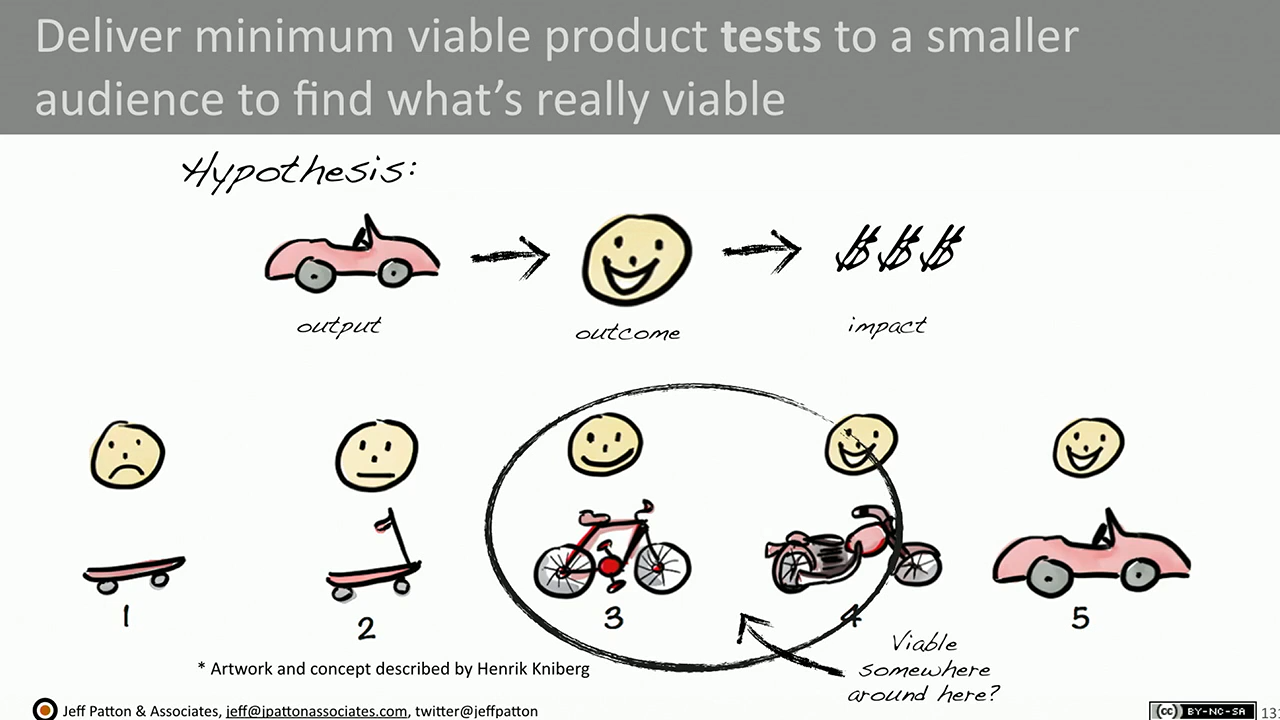 Deliver minimum viable product tests to a smaller
audience to find what's really viable
Hypothesis:
$ $ $
output
outcome
impact
1
2
3
4
5
Viable
somewhere
around here?
* Artwork and concept described by Henrik Kniberg
Jeff Patton & Associates, jeff@jpattonassociates.com, twitter@jeffpatton
cc BY-NC-SA